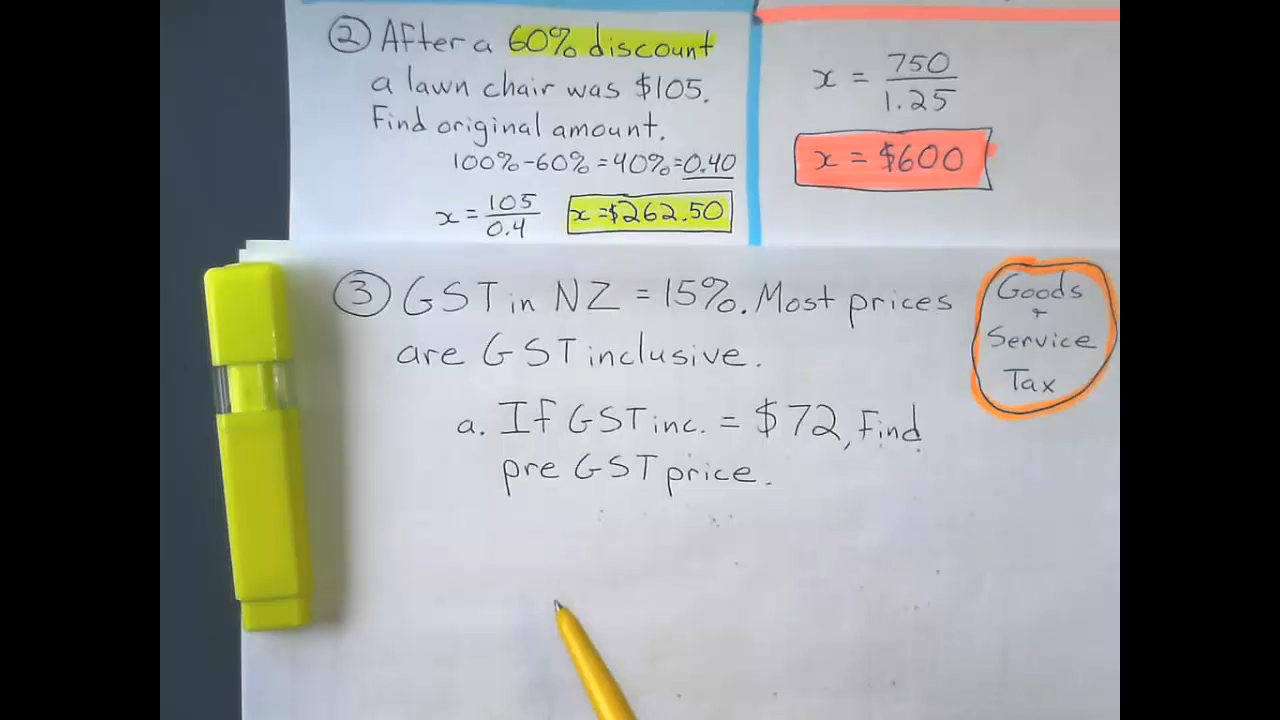 ② After a 60% discount
a lawn chair was $105.
Find original amount.
100%-60%=40%=0.40
x = 105/0.4 x=$262.50
x = 750/1.25
x = $600
③ GST in NZ = 15%. Most prices
are GST inclusive.
Goods
+
Service
Tax
a. If GST inc. = $72, Find
pre GST price.